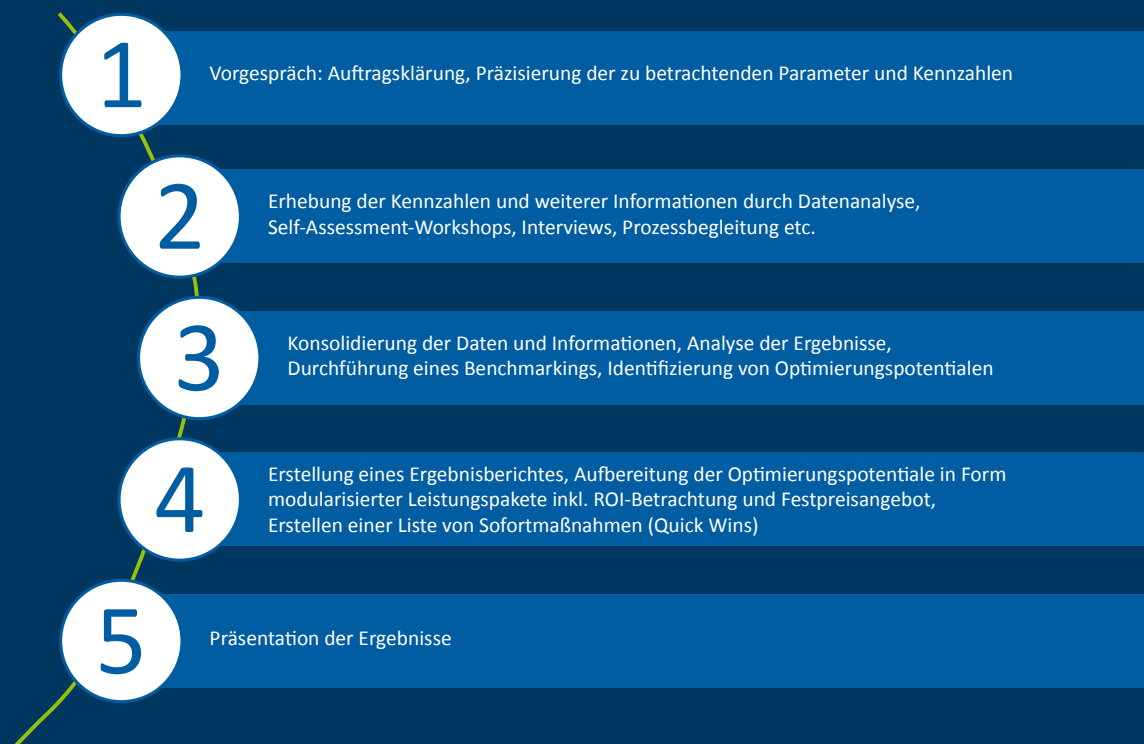 1
Vorgespräch: Auftragsklärung, Präzisierung der zu betrachtenden Parameter und Kennzahlen
2
Erhebung der Kennzahlen und weiterer Informationen durch Datenanalyse,
Self-Assessment-Workshops, Interviews, Prozessbegleitung etc.
3
Konsolidierung der Daten und Informationen, Analyse der Ergebnisse,
Durchführung eines Benchmarkings, Identifizierung von Optimierungspotentialen
4
Erstellung eines Ergebnisberichtes, Aufbereitung der Optimierungspotentiale in Form
modularisierter Leistungspakete inkl. ROI-Betrachtung und Festpreisangebot,
Erstellen einer Liste von Sofortmaßnahmen (Quick Wins)
5
Präsentation der Ergebnisse